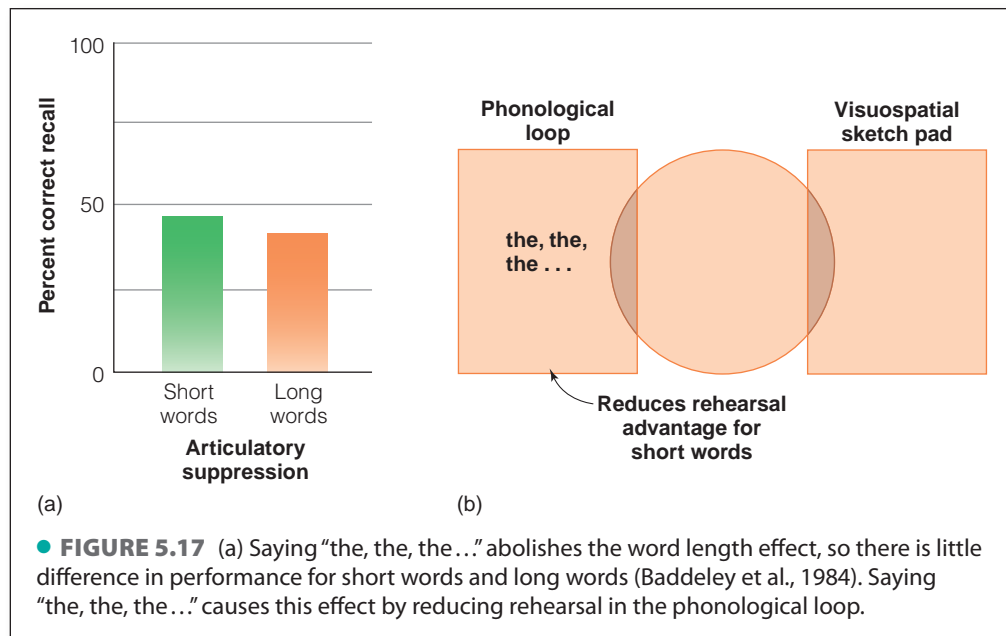 100
50
0
Percent correct recall
Short
words
Long
words
Articulatory
suppression
(a)
Phonological
loop
Visuospatial
sketch pad
the, the,
the . . .
Reduces rehearsal
advantage for
short words
(b)
● FIGURE 5.17 (a) Saying “the, the, the…” abolishes the word length effect, so there is little
difference in performance for short words and long words (Baddeley et al., 1984). Saying
“the, the, the…” causes this effect by reducing rehearsal in the phonological loop.